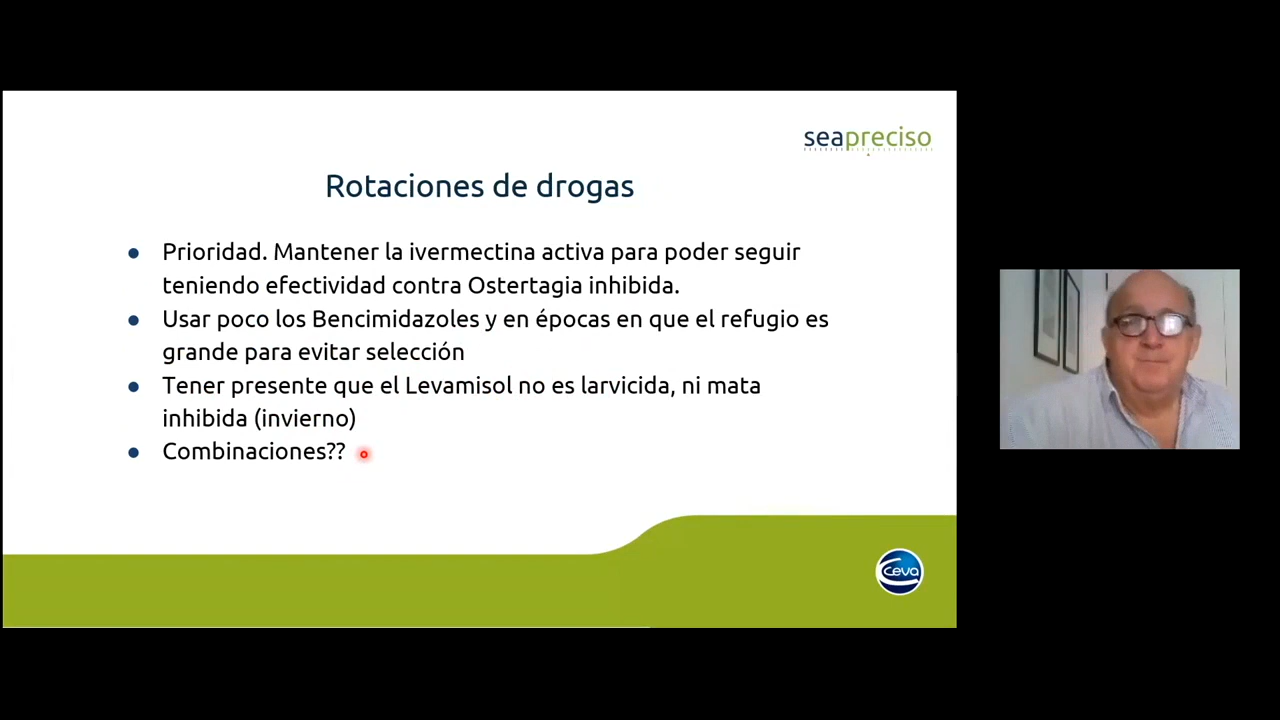 seapreciso
Rotaciones de drogas
● Prioridad. Mantener la ivermectina activa para poder seguir
teniendo efectividad contra Ostertagia inhibida.
● Usar poco los Bencimidazoles y en épocas en que el refugio es
grande para evitar selección
● Tener presente que el Levamisol no es larvicida, ni mata
inhibida (invierno)
● Combinaciones??
ceva